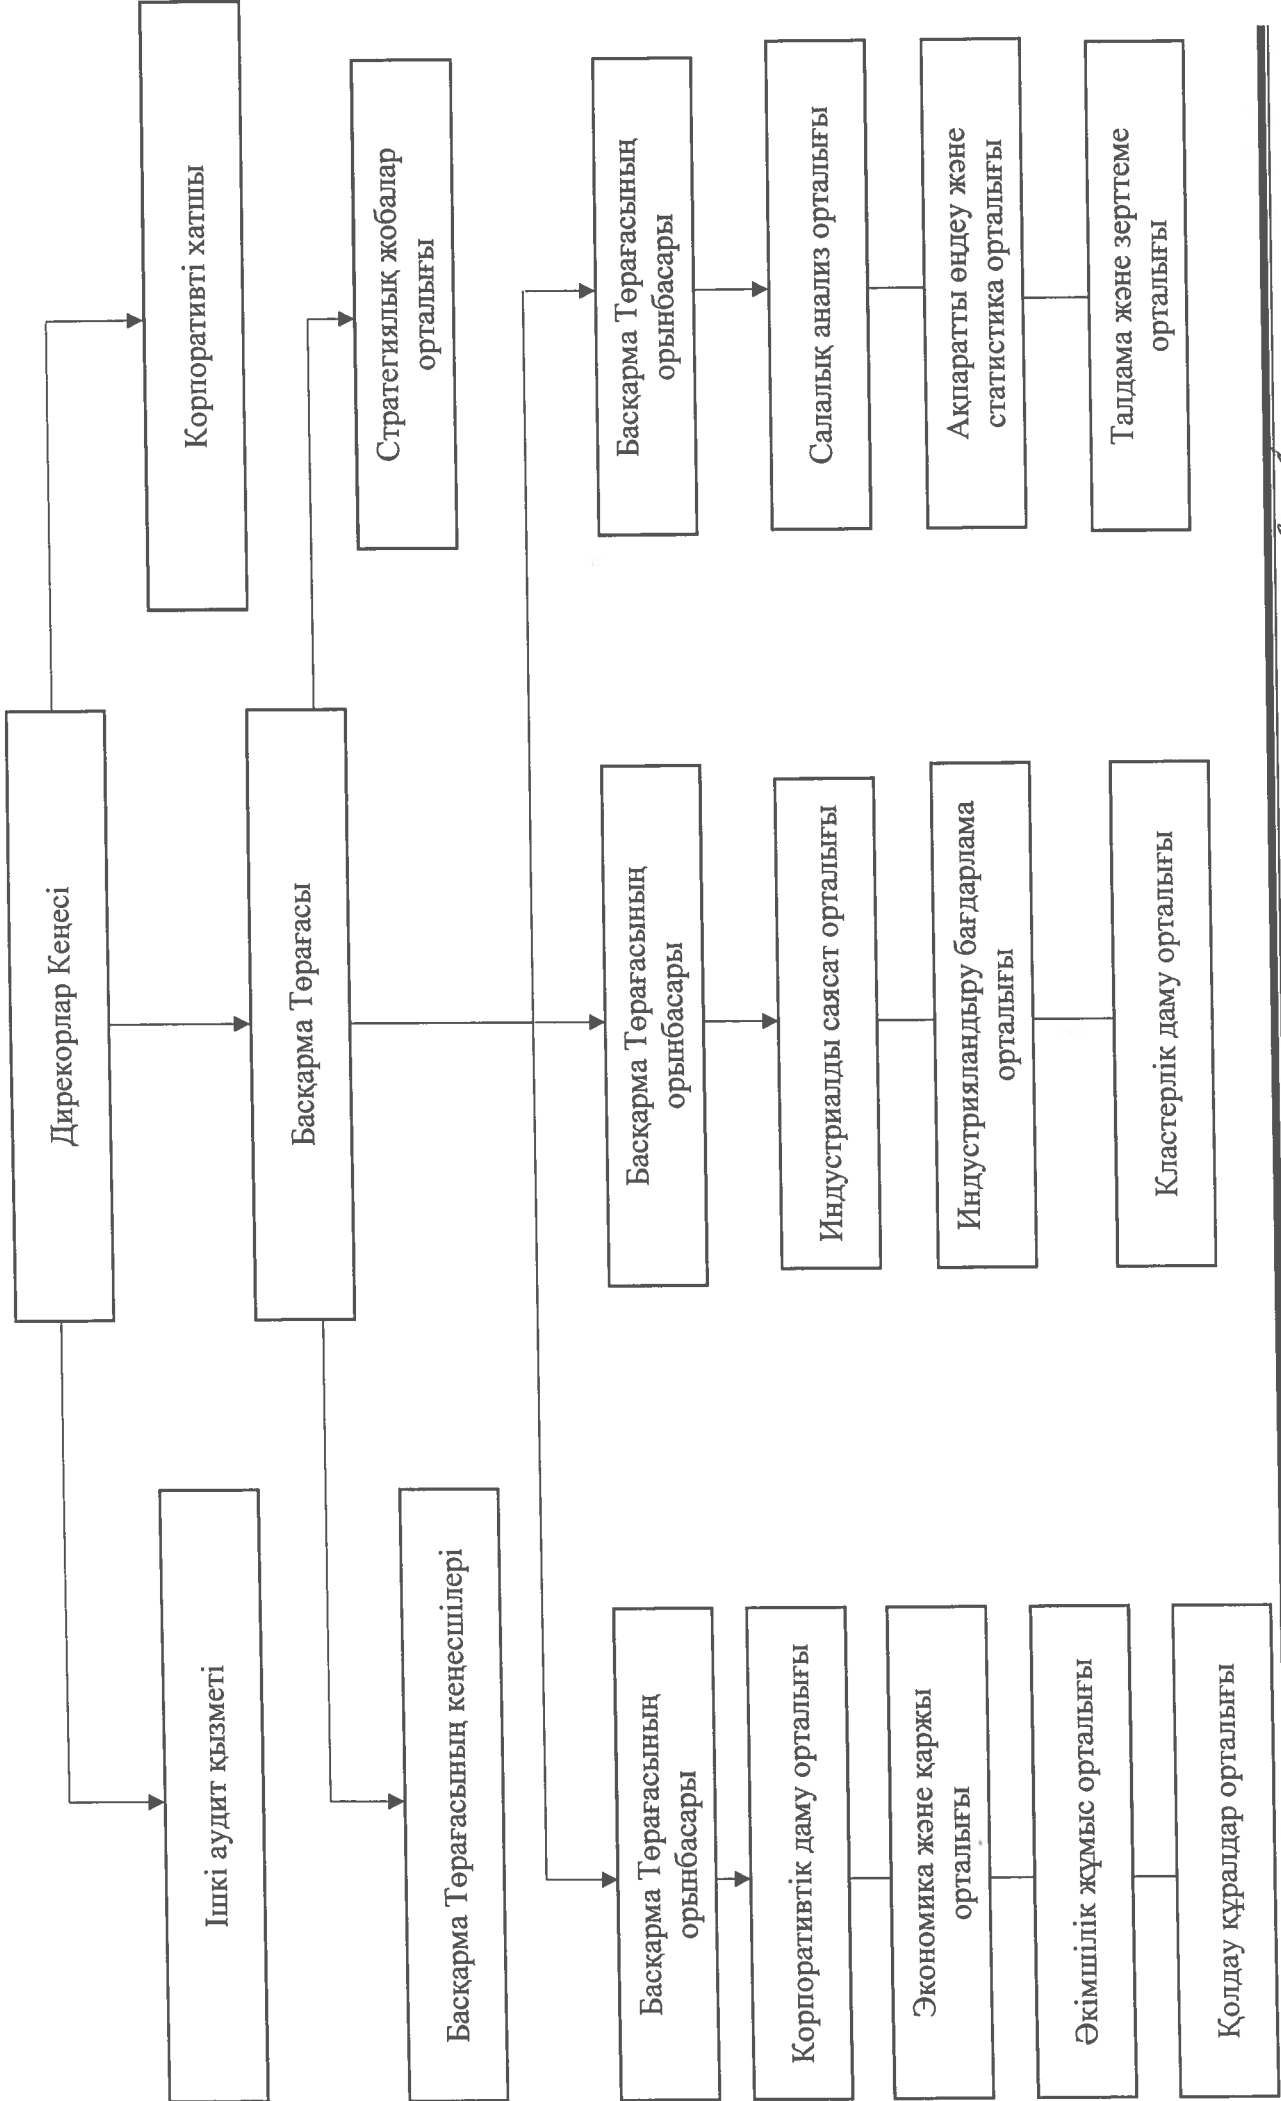 Дирекорлар Кеңесі
Ішкі аудит қызметі
Корпоративті хатшы
Басқарма Төрағасы
Басқарма Төрағасының кеңесшілері
Стратегиялық жобалар
орталығы
Басқарма Төрағасының
орынбасары
Корпоративтік даму орталығы
Экономика және қаржы
орталығы
Әкімшілік жұмыс орталығы
Қолдау құралдар орталығы
Басқарма Төрағасының
орынбасары
Индустриалды саясат орталығы
Индустрияландыру бағдарлама
орталығы
Кластерлік даму орталығы
Басқарма Төрағасының
орынбасары
Салалық анализ орталығы
Ақпаратты өңдеу және
статистика орталығы
Талдама және зерттеме
орталығы